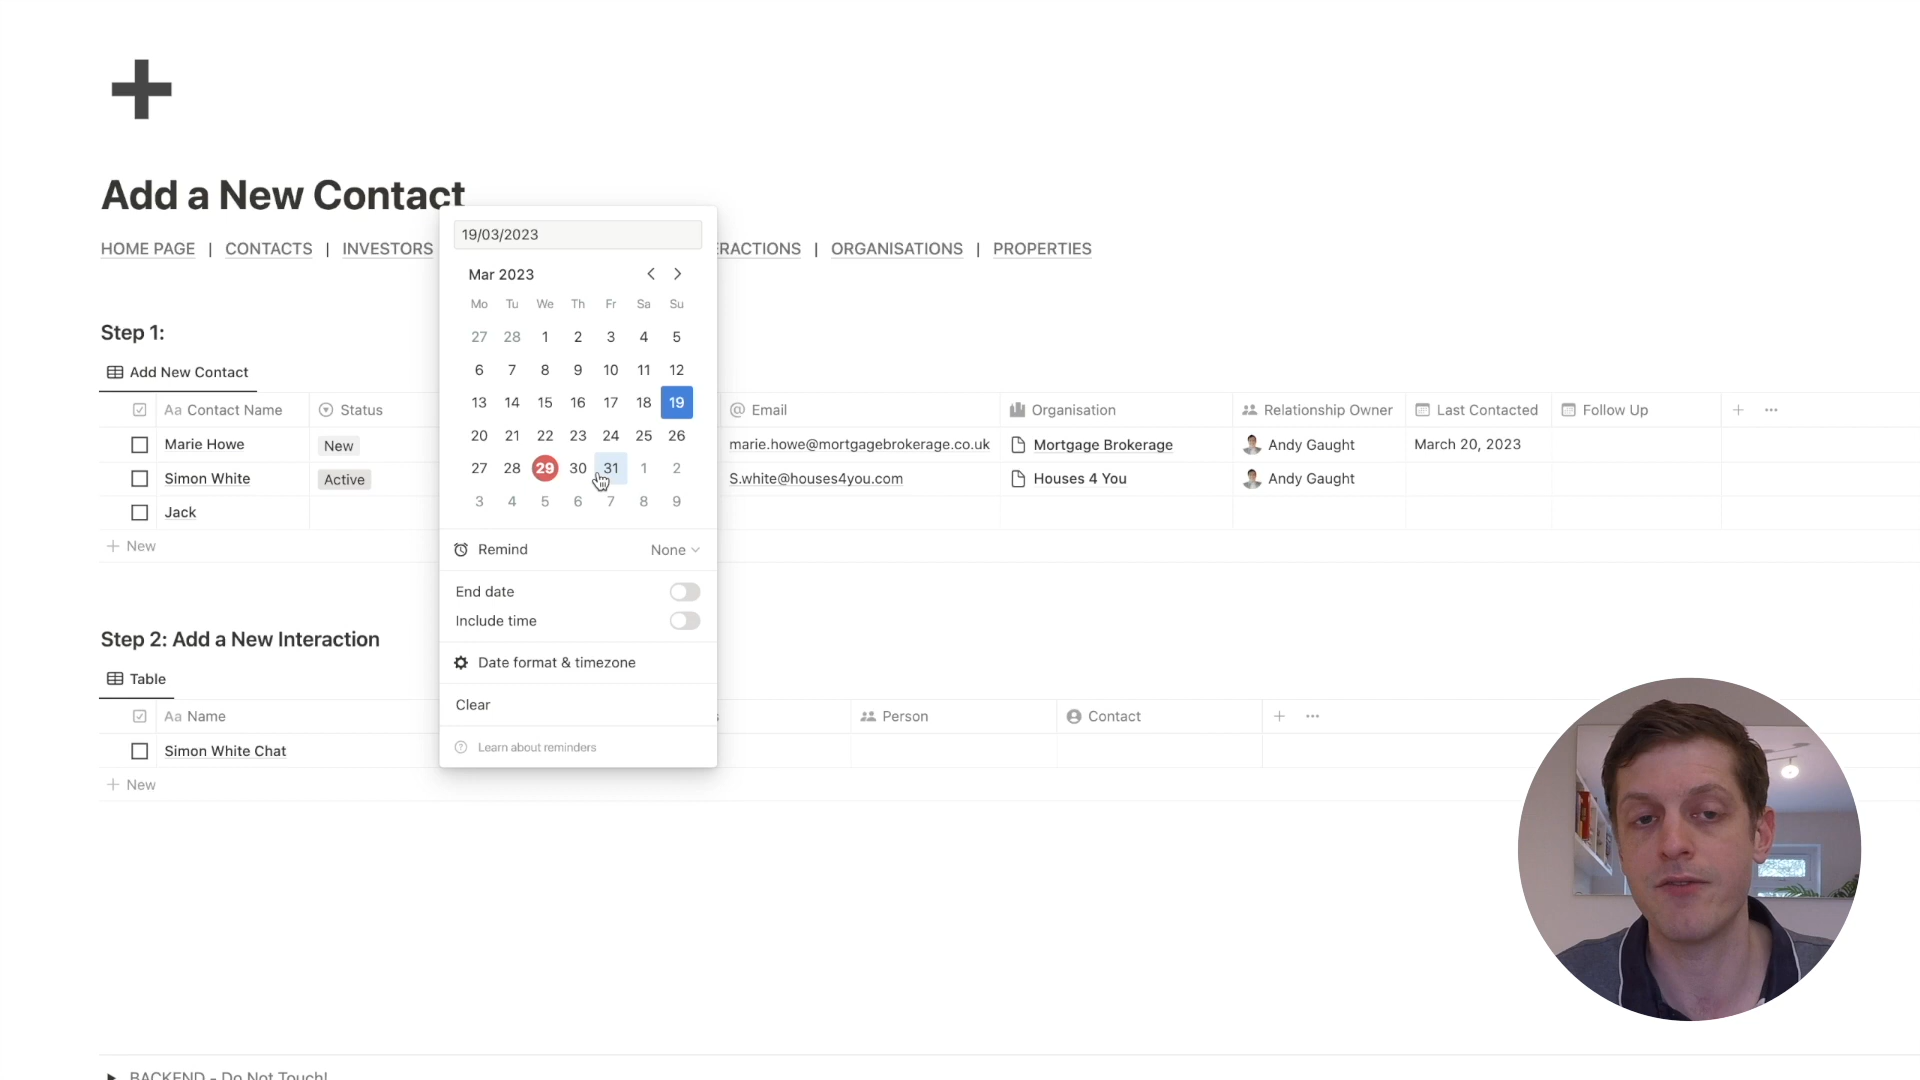 Add a New Contact
HOME PAGE | CONTACTS | INVESTORS RACTIONS | ORGANISATIONS | PROPERTIES
19/03/2023
Mar 2023
Mo Tu We Th Fr Sa Su
27 28 1 2 3 4 5
6 7 8 9 10 11 12
13 14 15 16 17 18 19
20 21 22 23 24 25 26
27 28 29 30 31 1 2
3 4 5 6 7 8 9
Remind None
End date
Include time
Date format & timezone
Clear
Learn about reminders
Step 1:
Add New Contact
Aa Contact Name Status @ Email Organisation Relationship Owner Last Contacted Follow Up
Marie Howe New marie.howe@mortgagebrokerage.co.uk Mortgage Brokerage Andy Gaught March 20, 2023
Simon White Active S.white@houses4you.com Houses 4 You Andy Gaught
Jack
+ New
Step 2: Add a New Interaction
Table
Aa Name s Person Contact
Simon White Chat
+ New
BACKEND - Do Not Touch!